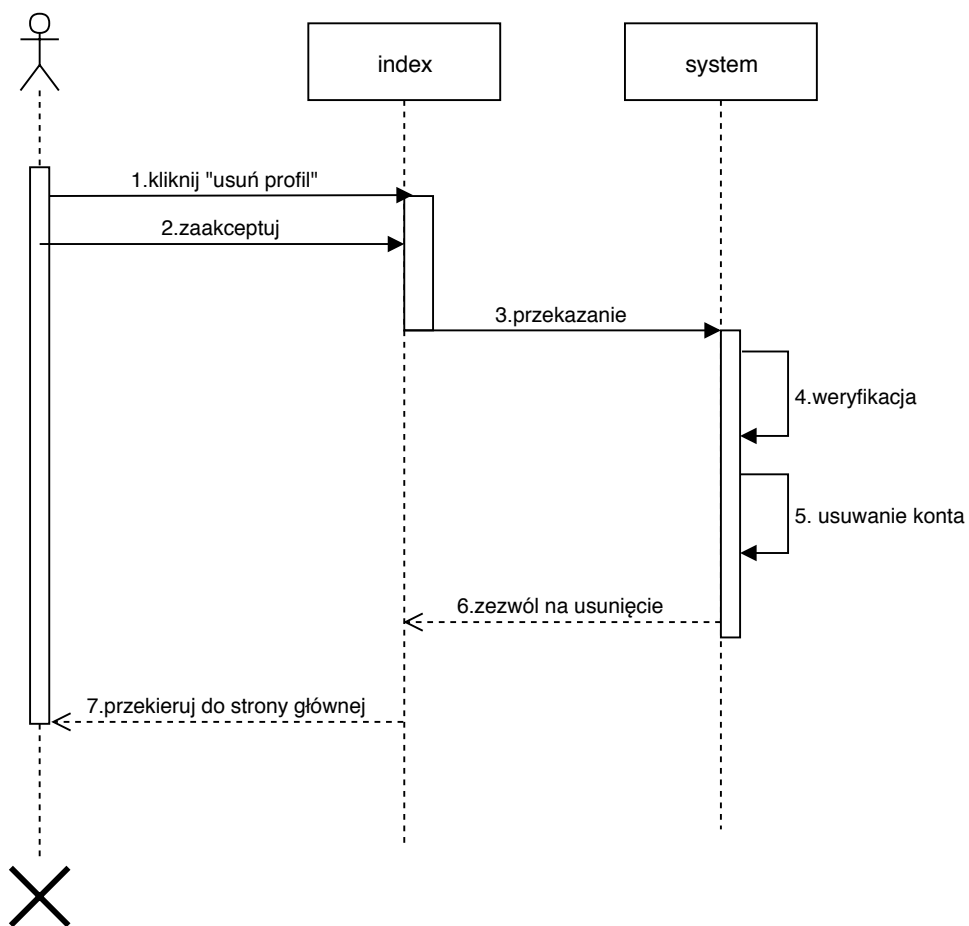 index
system
1.kliknij "usuń profil"
2.zaakceptuj
3.przekazanie
4.weryfikacja
5. usuwanie konta
6.zezwól na usunięcie
7.przekieruj do strony głównej